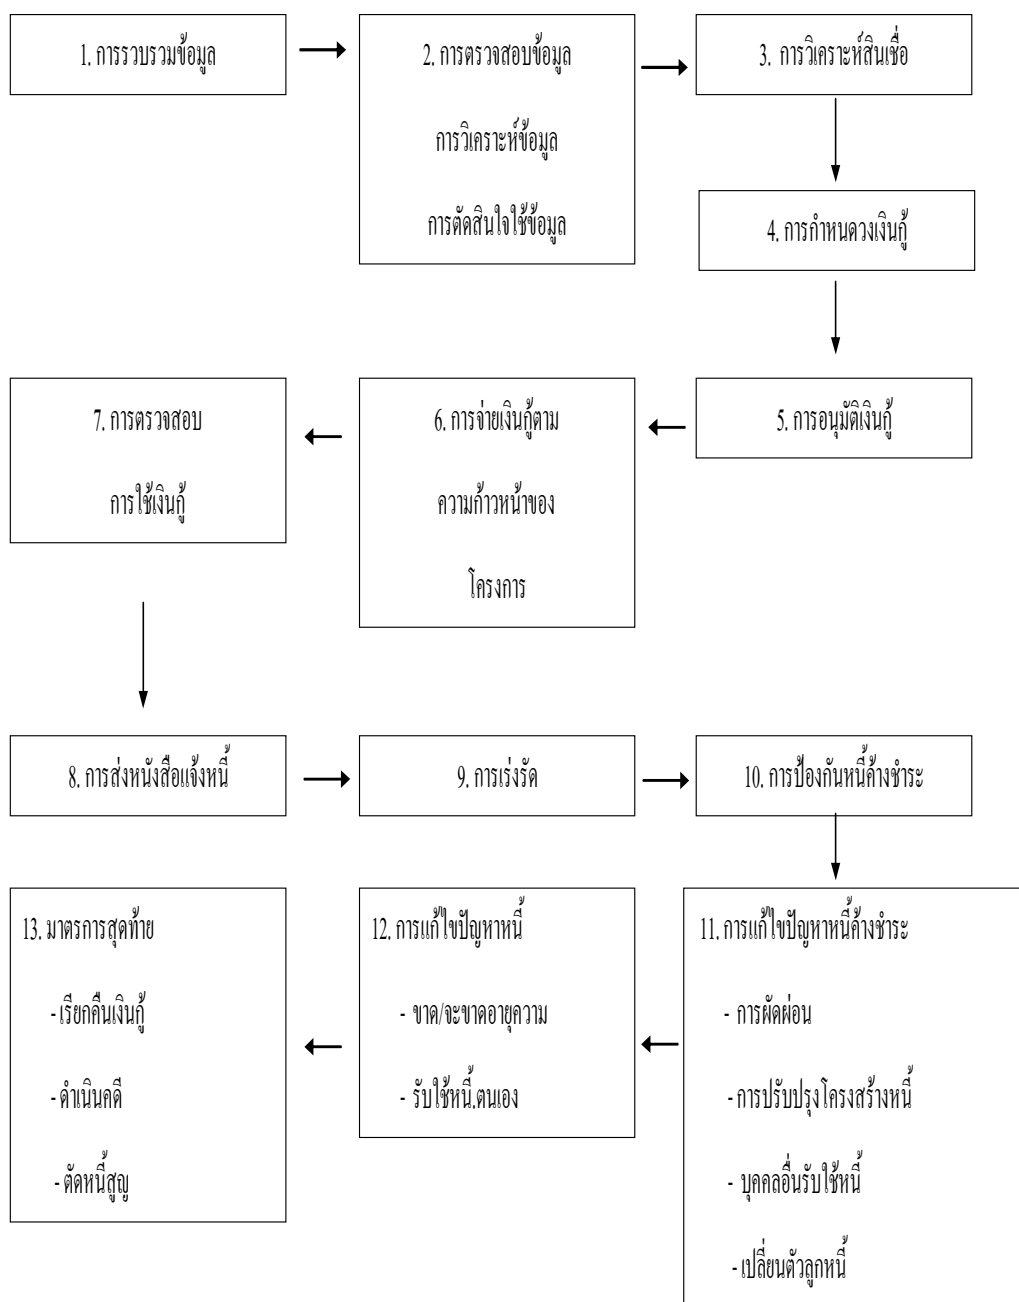 1. การรวบรวมข้อมูล
2. การตรวจสอบข้อมูล
การวิเคราะห์ข้อมูล
การตัดสินใจใช้ข้อมูล
3. การวิเคราะห์สินเชื่อ
4. การกำหนดวงเงินกู้
5. การอนุมัติเงินกู้
6. การจ่ายเงินกู้ตาม
ความก้าวหน้าของ
โครงการ
7. การตรวจสอบ
การใช้เงินกู้
8. การส่งหนังสือแจ้งหนี้
9. การเร่งรัด
10. การป้องกันหนี้ค้างชำระ
11. การแก้ไขปัญหาหนี้ค้างชำระ
- การผัดผ่อน
- การปรับปรุงโครงสร้างหนี้
- บุคคลอื่นรับใช้หนี้
- เปลี่ยนตัวลูกหนี้
12. การแก้ไขปัญหาหนี้
- ขาด/จะขาดอายุความ
- รับใช้หนี้.ตนเอง
13. มาตรการสุดท้าย
- เรียกคืนเงินกู้
- ดำเนินคดี
- ตัดหนี้สูญ